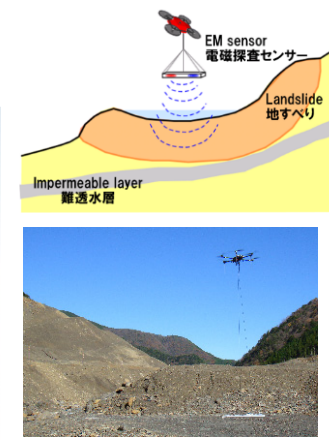 EM sensor
電磁探査センサー
Landslide
地すべり
Impermeable layer
難透水層